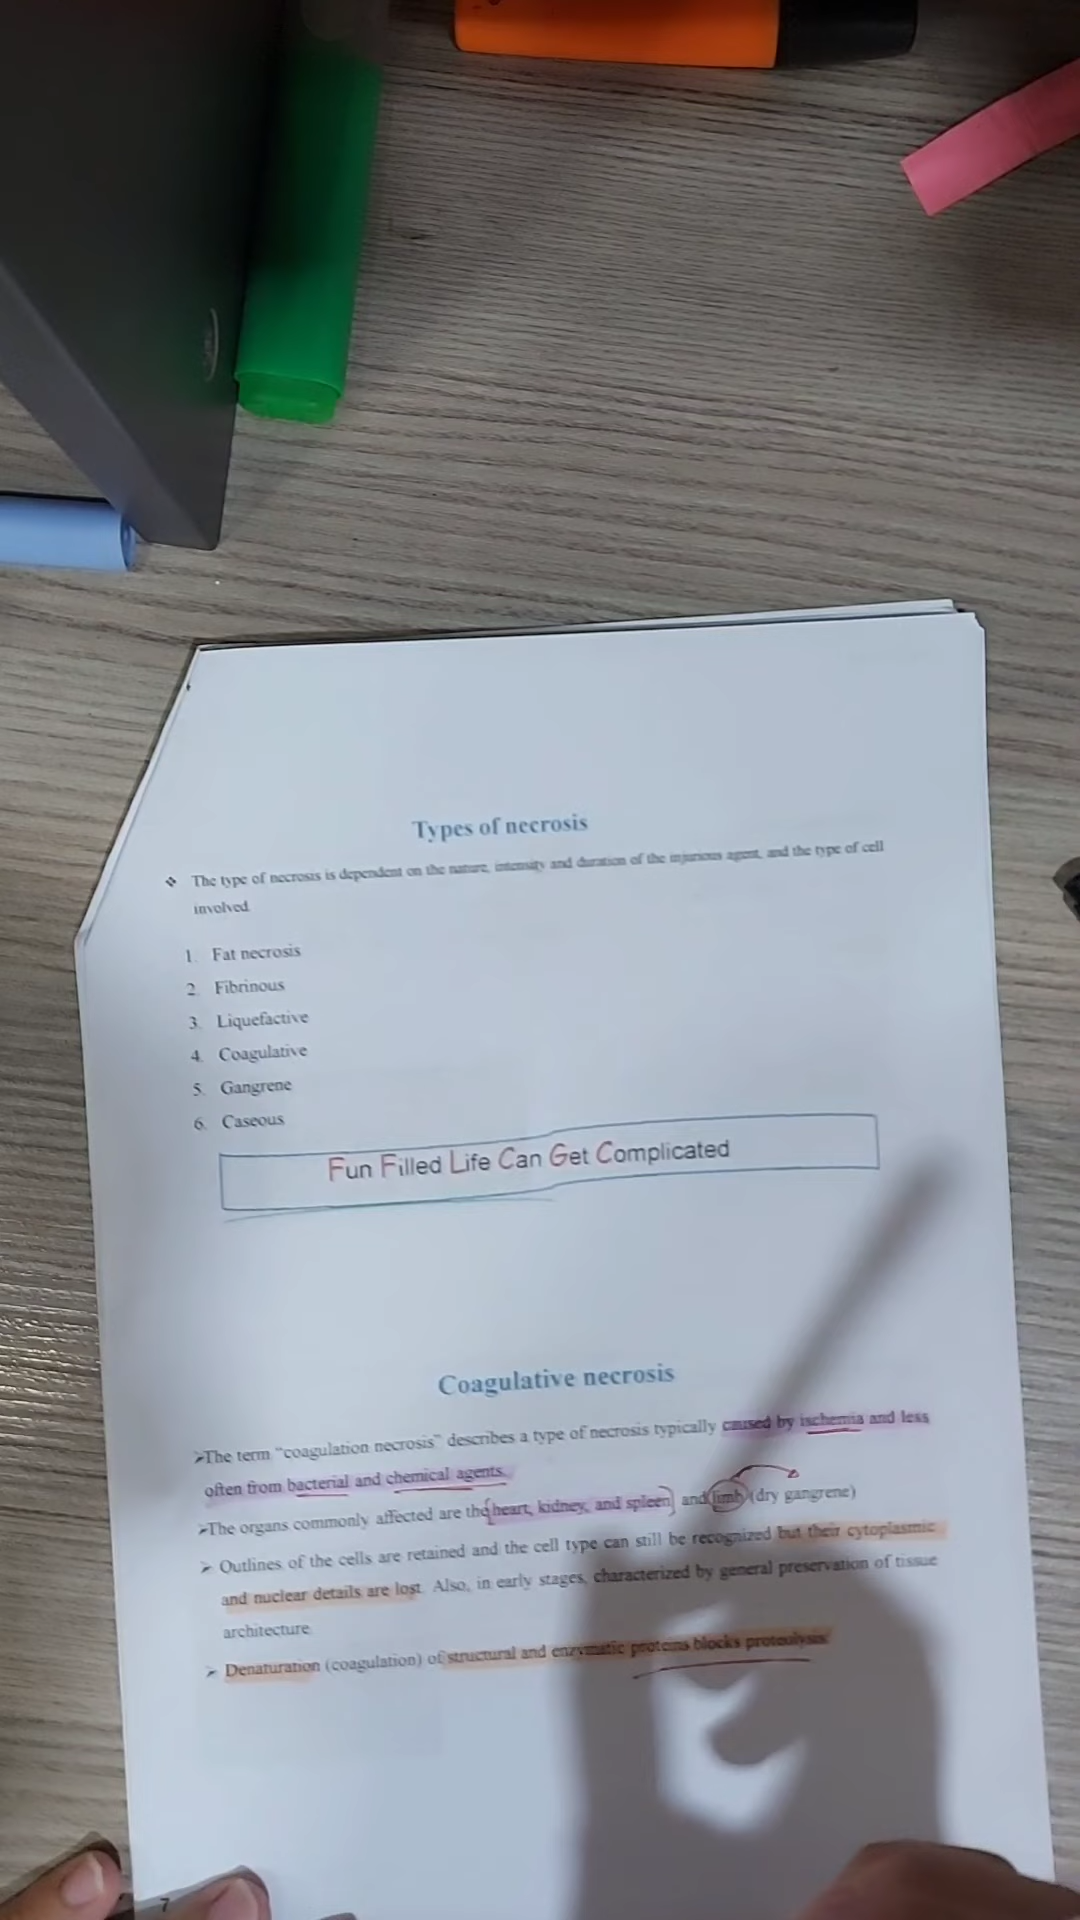 Types of necrosis
❖ The type of necrosis is dependent on the nature, intensity and duration of the injurious agent, and the type of cell
involved.
1. Fat necrosis
2. Fibrinous
3. Liquefactive
4. Coagulative
5. Gangrene
6. Caseous
Fun Filled Life Can Get Complicated
Coagulative necrosis
➢The term “coagulation necrosis” describes a type of necrosis typically caused by ischemia and less
often from bacterial and chemical agents.
➢The organs commonly affected are the heart, kidney, and spleen and limb (dry gangrene)
➢ Outlines of the cells are retained and the cell type can still be recognized but their cytoplasmic
and nuclear details are lost. Also, in early stages, characterized by general preservation of tissue
architecture.
➢ Denaturation (coagulation) of structural and enzymatic proteins blocks proteolysis.
7